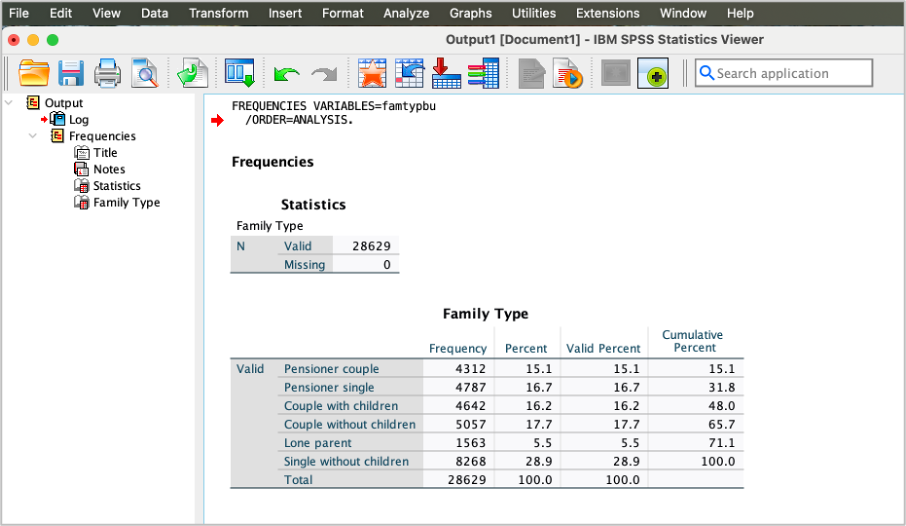 File Edit View Data Transform Insert Format Analyze Graphs Utilities Extensions Window Help
Output1 [Document1] - IBM SPSS Statistics Viewer
Search application
Output
Log
Frequencies
Title
Notes
Statistics
Family Type
FREQUENCIES VARIABLES=famtypbu
/ORDER=ANALYSIS.
Frequencies
Statistics
Family Type
N Valid 28629
Missing 0
Family Type
Frequency Percent Valid Percent Cumulative Percent
Valid Pensioner couple 4312 15.1 15.1 15.1
Pensioner single 4787 16.7 16.7 31.8
Couple with children 4642 16.2 16.2 48.0
Couple without children 5057 17.7 17.7 65.7
Lone parent 1563 5.5 5.5 71.1
Single without children 8268 28.9 28.9 100.0
Total 28629 100.0 100.0